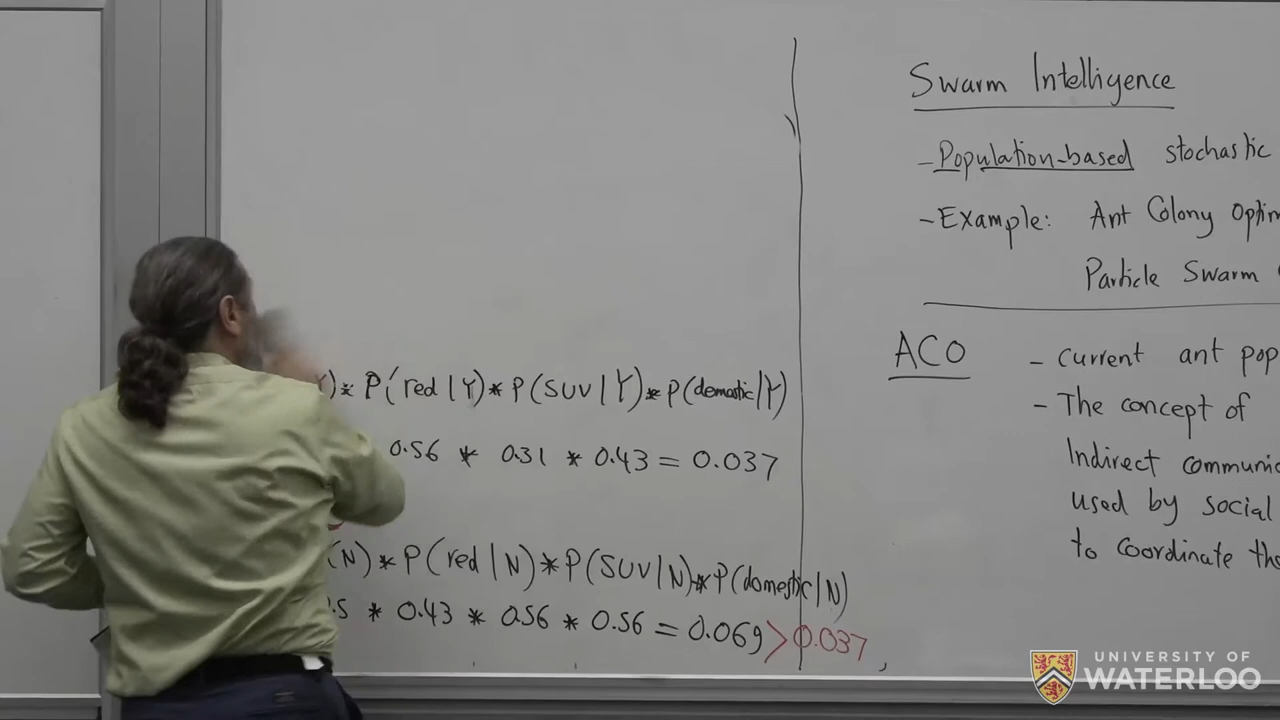 Y) * P(red | Y) * P(SUV | Y) * P(domastic | Y)
0.56 * 0.31 * 0.43 = 0.037
(N) * P(red | N) * P(SUV | N) * P(domestic | N)
.5 * 0.43 * 0.56 * 0.56 = 0.069 > 0.037
Swarm Intelligence
- Population-based stochastic
- Example: Ant Colony Optim
Particle Swarm
ACO
- current ant pop
- The concept of
Indirect communic
used by social
to coordinate the
UNIVERSITY OF
WATERLOO